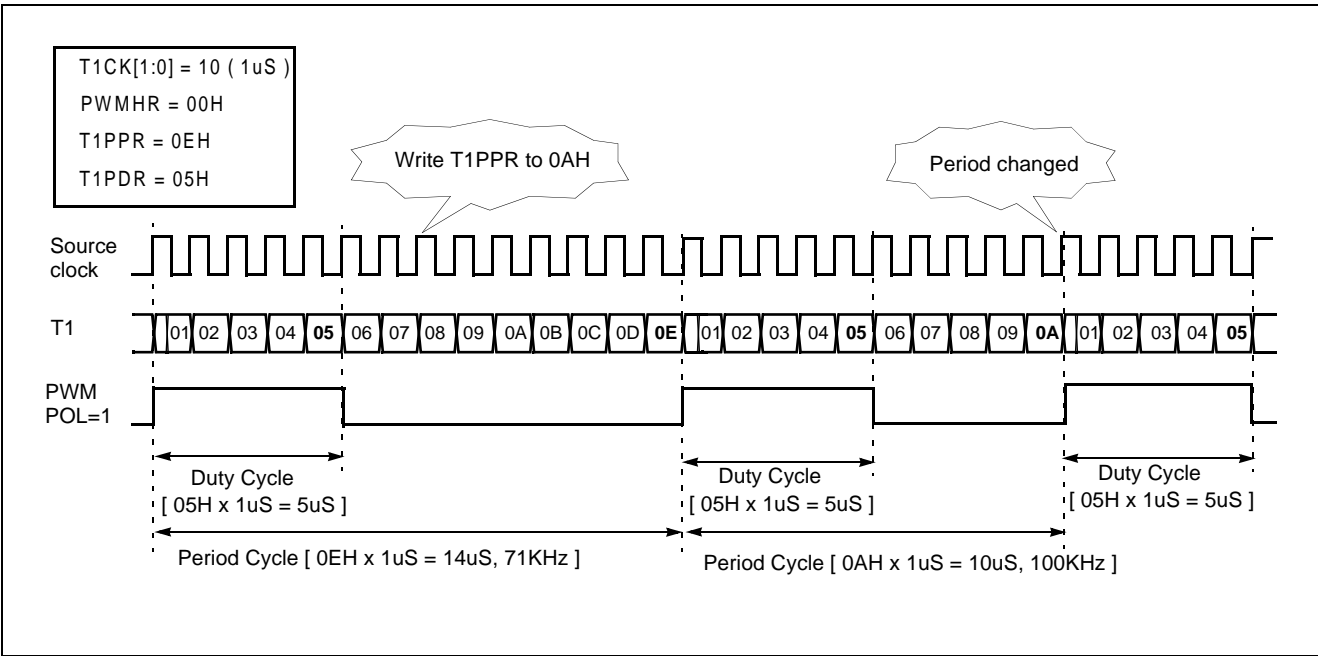 T1CK[1:0] = 10 ( 1uS )
PWMHR = 00H
T1PPR = 0EH
T1PDR = 05H
Write T1PPR to 0AH
Period changed
Source
clock
T1
01 02 03 04 05 06 07 08 09 0A 0B 0C 0D 0E 01 02 03 04 05 06 07 08 09 0A 01 02 03 04 05
PWM
POL=1
Duty Cycle
[ 05H x 1uS = 5uS ]
Duty Cycle
[ 05H x 1uS = 5uS ]
Duty Cycle
[ 05H x 1uS = 5uS ]
Period Cycle [ 0EH x 1uS = 14uS, 71KHz ]
Period Cycle [ 0AH x 1uS = 10uS, 100KHz ]